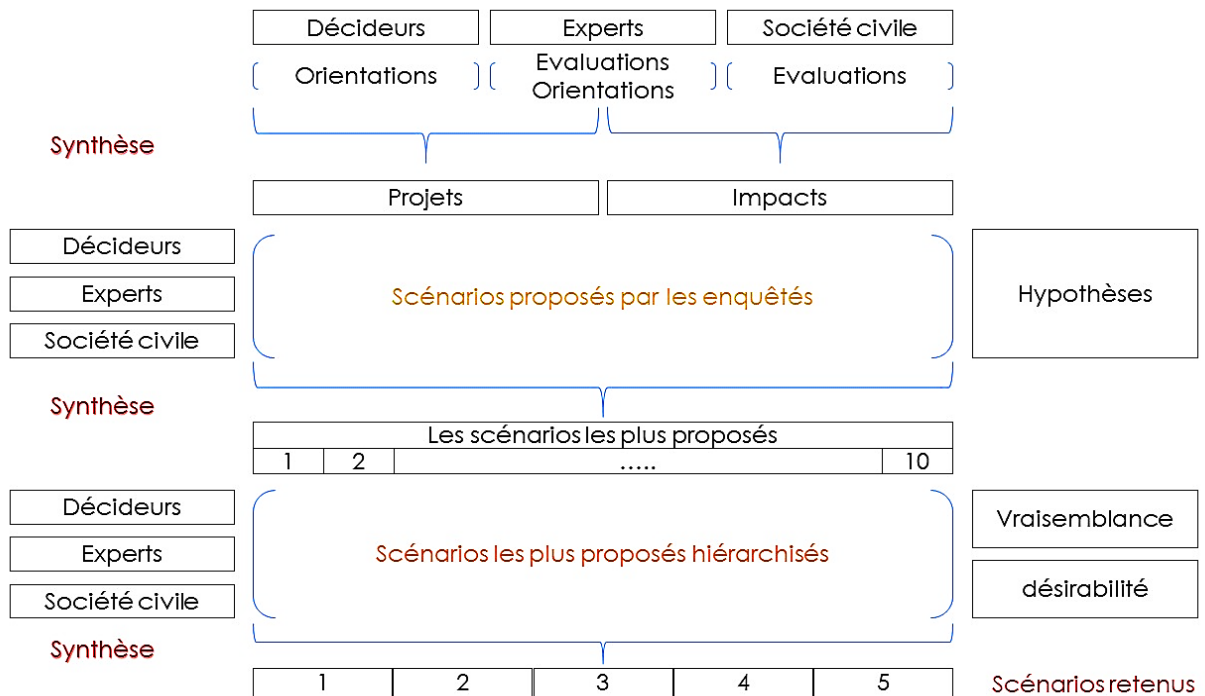 Décideurs Experts Société civile
Orientations Evaluations Evaluations
Orientations
Synthèse
Projets Impacts
Décideurs
Experts
Société civile
Scénarios proposés par les enquêtés
Hypothèses
Synthèse
Les scénarios les plus proposés
1 2 ..... 10
Décideurs
Experts
Société civile
Scénarios les plus proposés hiérarchisés
Vraisemblance
désirabilité
Synthèse
1 2 3 4 5 Scénarios retenus